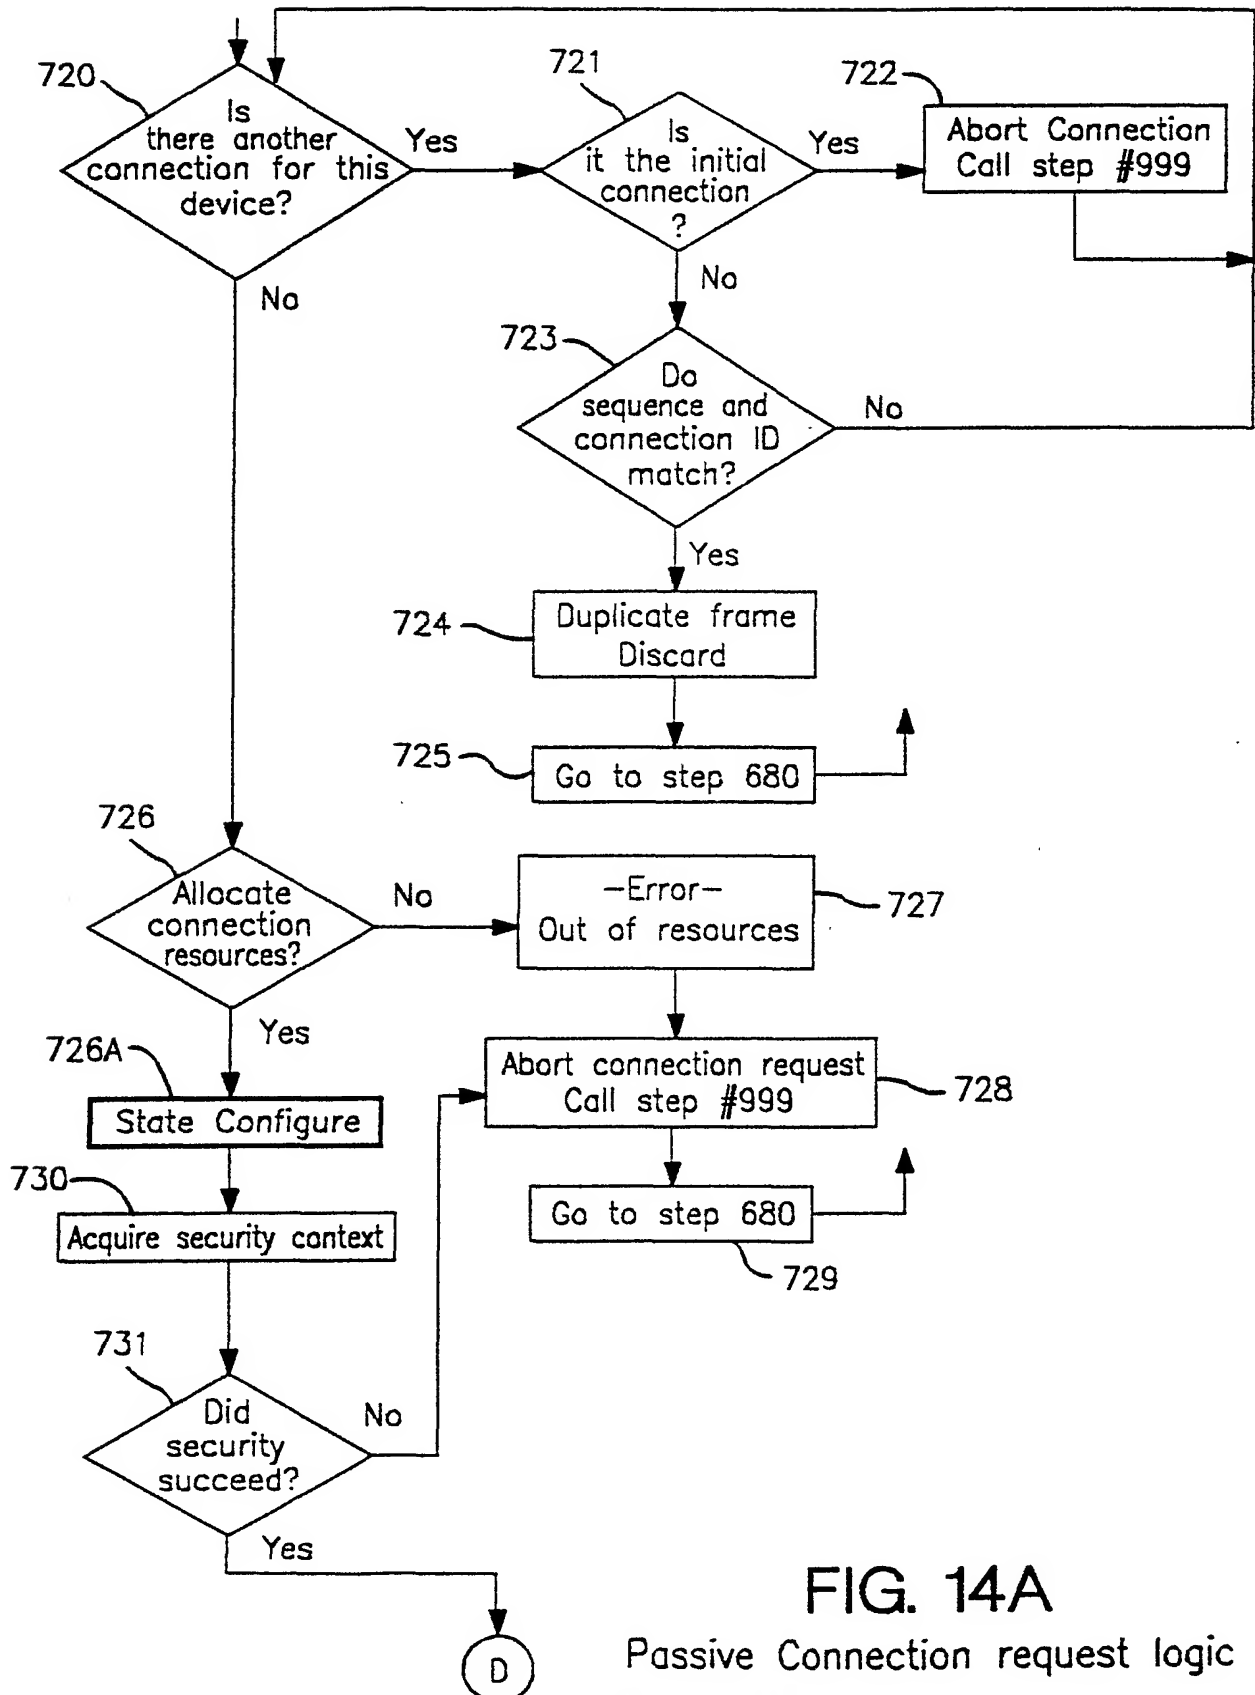 720
Is
there another
connection for this
device?
Yes
No
721
Is
it the initial
connection
?
Yes
No
722
Abort Connection
Call step #999
723
Do
sequence and
connection ID
match?
No
Yes
724
Duplicate frame
Discard
725
Go to step 680
726
Allocate
connection
resources?
No
Yes
-Error-
Out of resources
727
726A
State Configure
Abort connection request
Call step #999
728
730
Acquire security context
Go to step 680
729
731
Did
security
succeed?
No
Yes
D
FIG. 14A
Passive Connection request logic